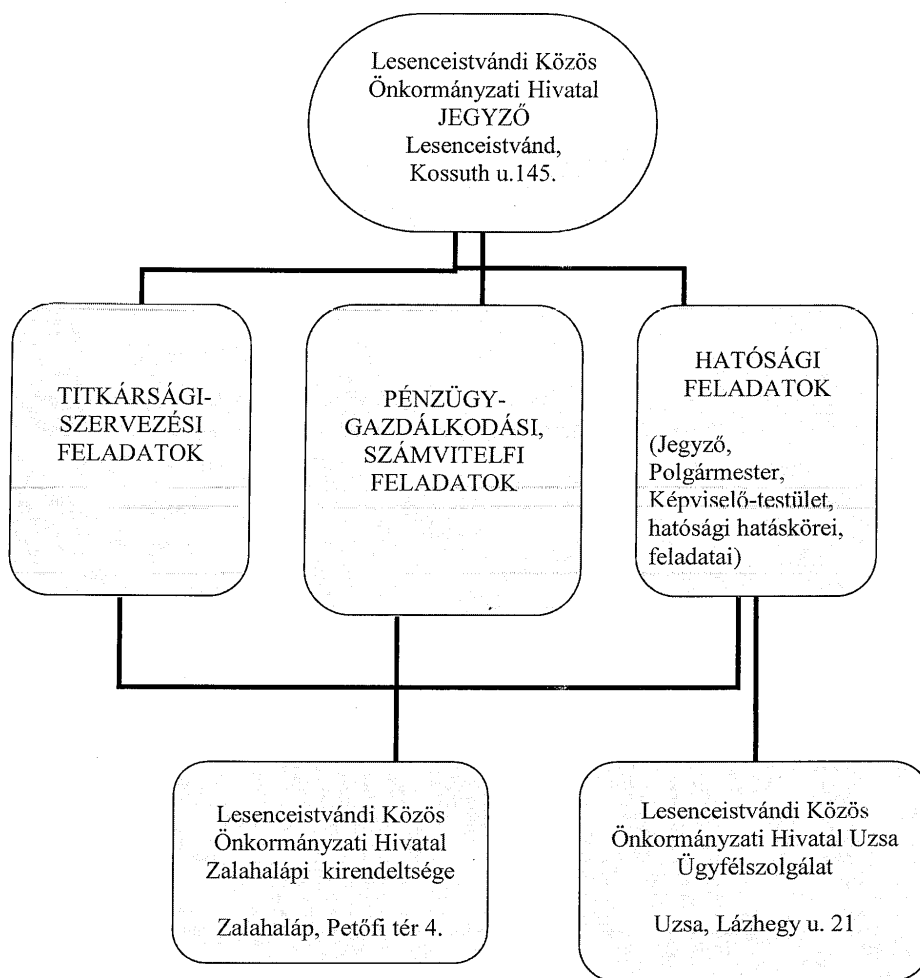 Lesenceistvándi Közös
Önkormányzati Hivatal
JEGYZŐ
Lesenceistvánd,
Kossuth u.145.
TITKÁRSÁGI-
SZERVEZÉSI
FELADATOK
PÉNZÜGY-
GAZDÁLKODÁSI,
SZÁMVITELFI
FELADATOK
HATÓSÁGI
FELADATOK
(Jegyző,
Polgármester,
Képviselő-testület,
hatósági hatáskörei,
feladatai)
Lesenceistvándi Közös
Önkormányzati Hivatal
Zalahalápi kirendeltsége
Zalahaláp, Petőfi tér 4.
Lesenceistvándi Közös
Önkormányzati Hivatal Uzsa
Ügyfélszolgálat
Uzsa, Lázhegy u. 21